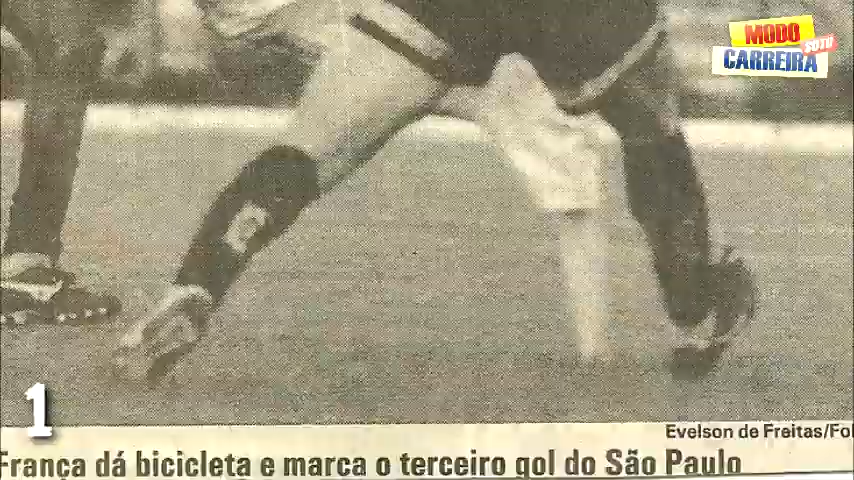 MODO
SOTU
CARREIRA
1
Evelson de Freitas/Fol
França dá bicicleta e marca o terceiro gol do São Paulo